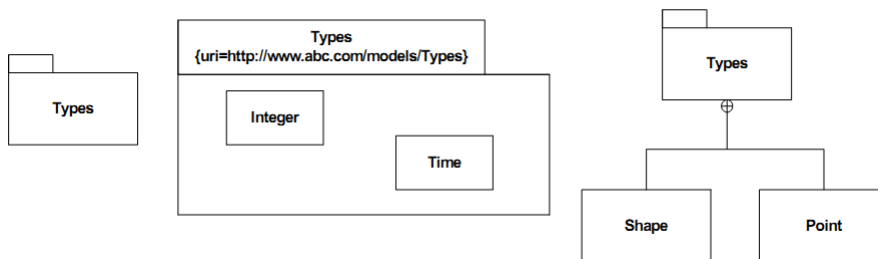 Types
Types
{uri=http://www.abc.com/models/Types}
Integer
Time
Types
Shape
Point